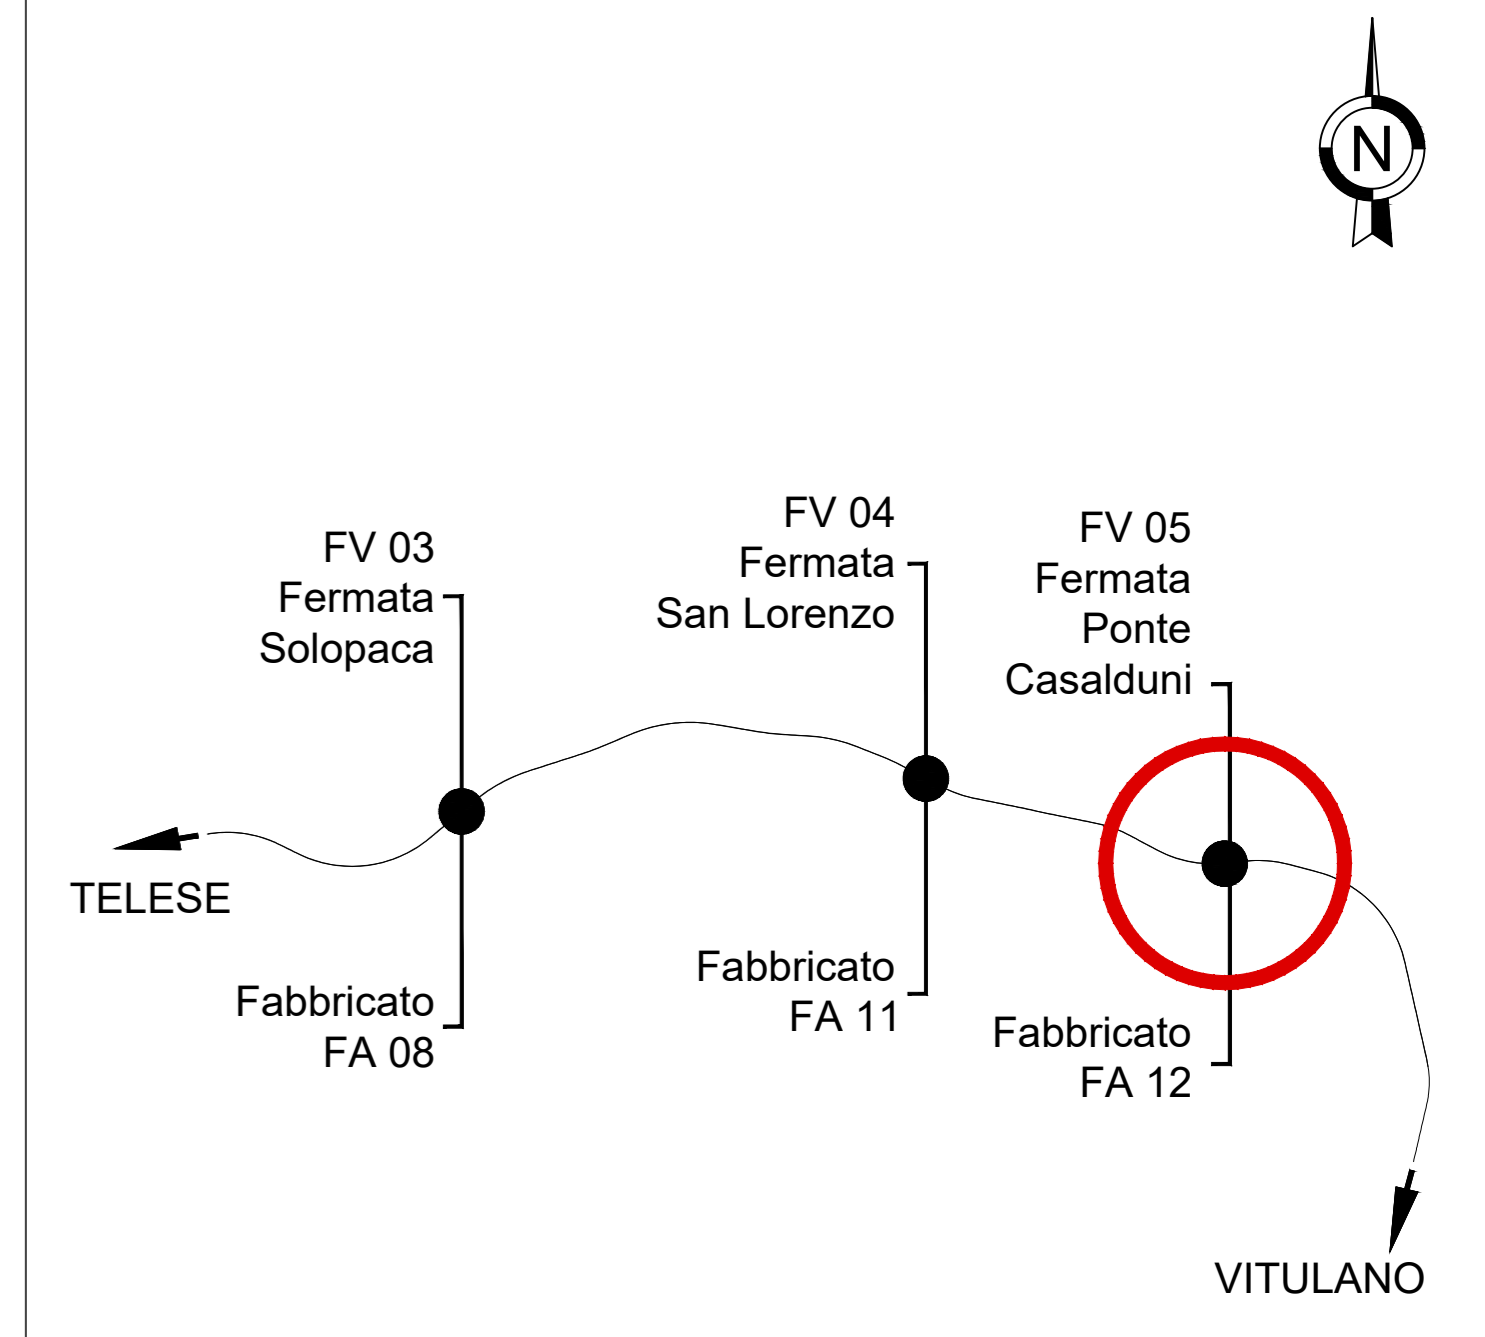 N
FV 03
Fermata
Solopaca
FV 04
Fermata
San Lorenzo
FV 05
Fermata
Ponte
Casalduni
TELESE
Fabbricato
FA 08
Fabbricato
FA 11
Fabbricato
FA 12
VITULANO